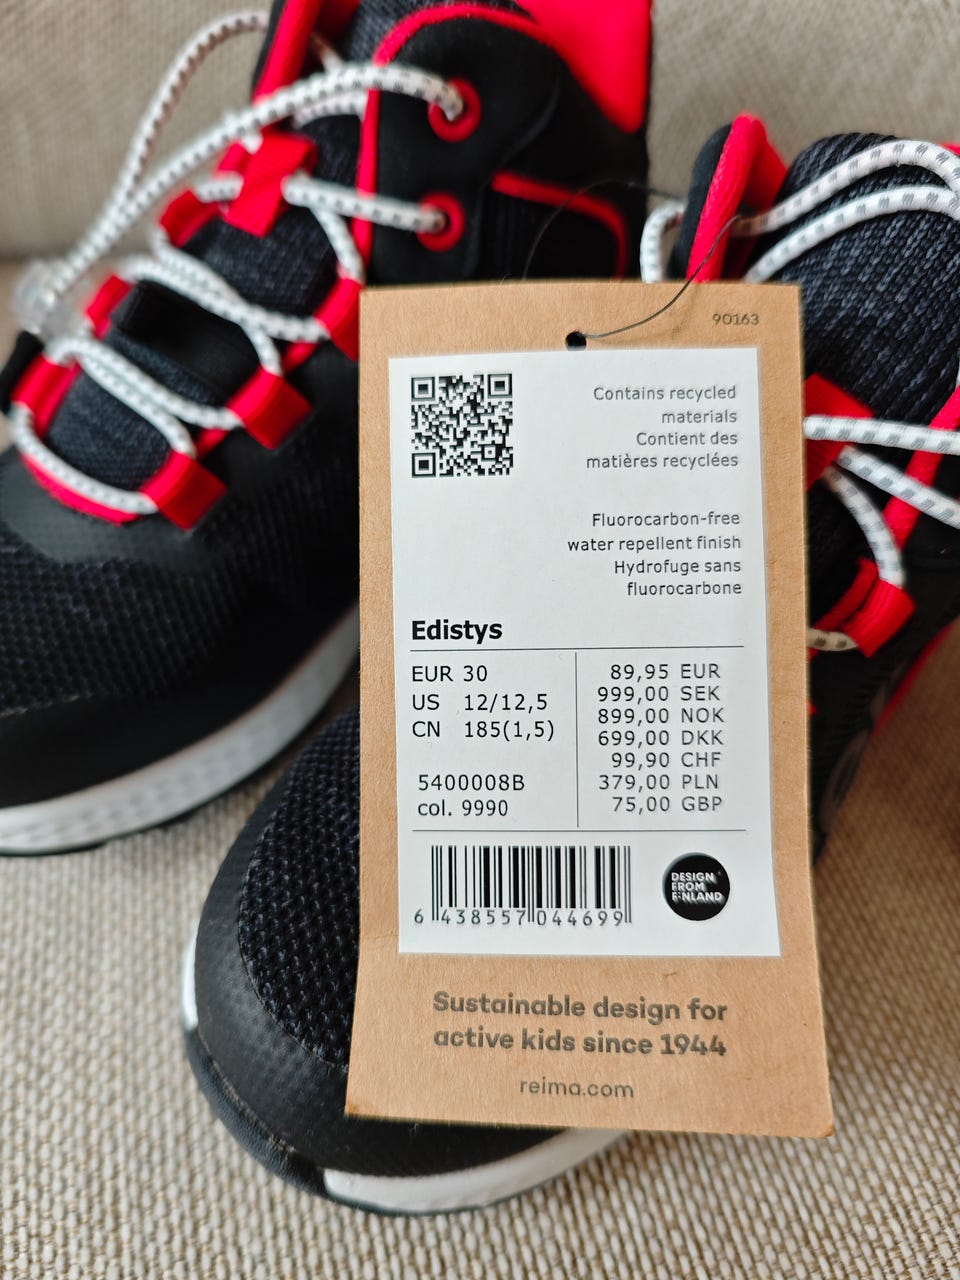 90163
Contains recycled
materials
Contient des
matières recyclées
Fluorocarbon-free
water repellent finish
Hydrofuge sans
fluorocarbone
Edistys
EUR 30
US 12/12,5
CN 185(1,5)
5400008B
col. 9990
89,95 EUR
999,00 SEK
899,00 NOK
699,00 DKK
99,90 CHF
379,00 PLN
75,00 GBP
6 438557 044699
DESIGN
FROM
FINLAND
Sustainable design for
active kids since 1944
reima.com